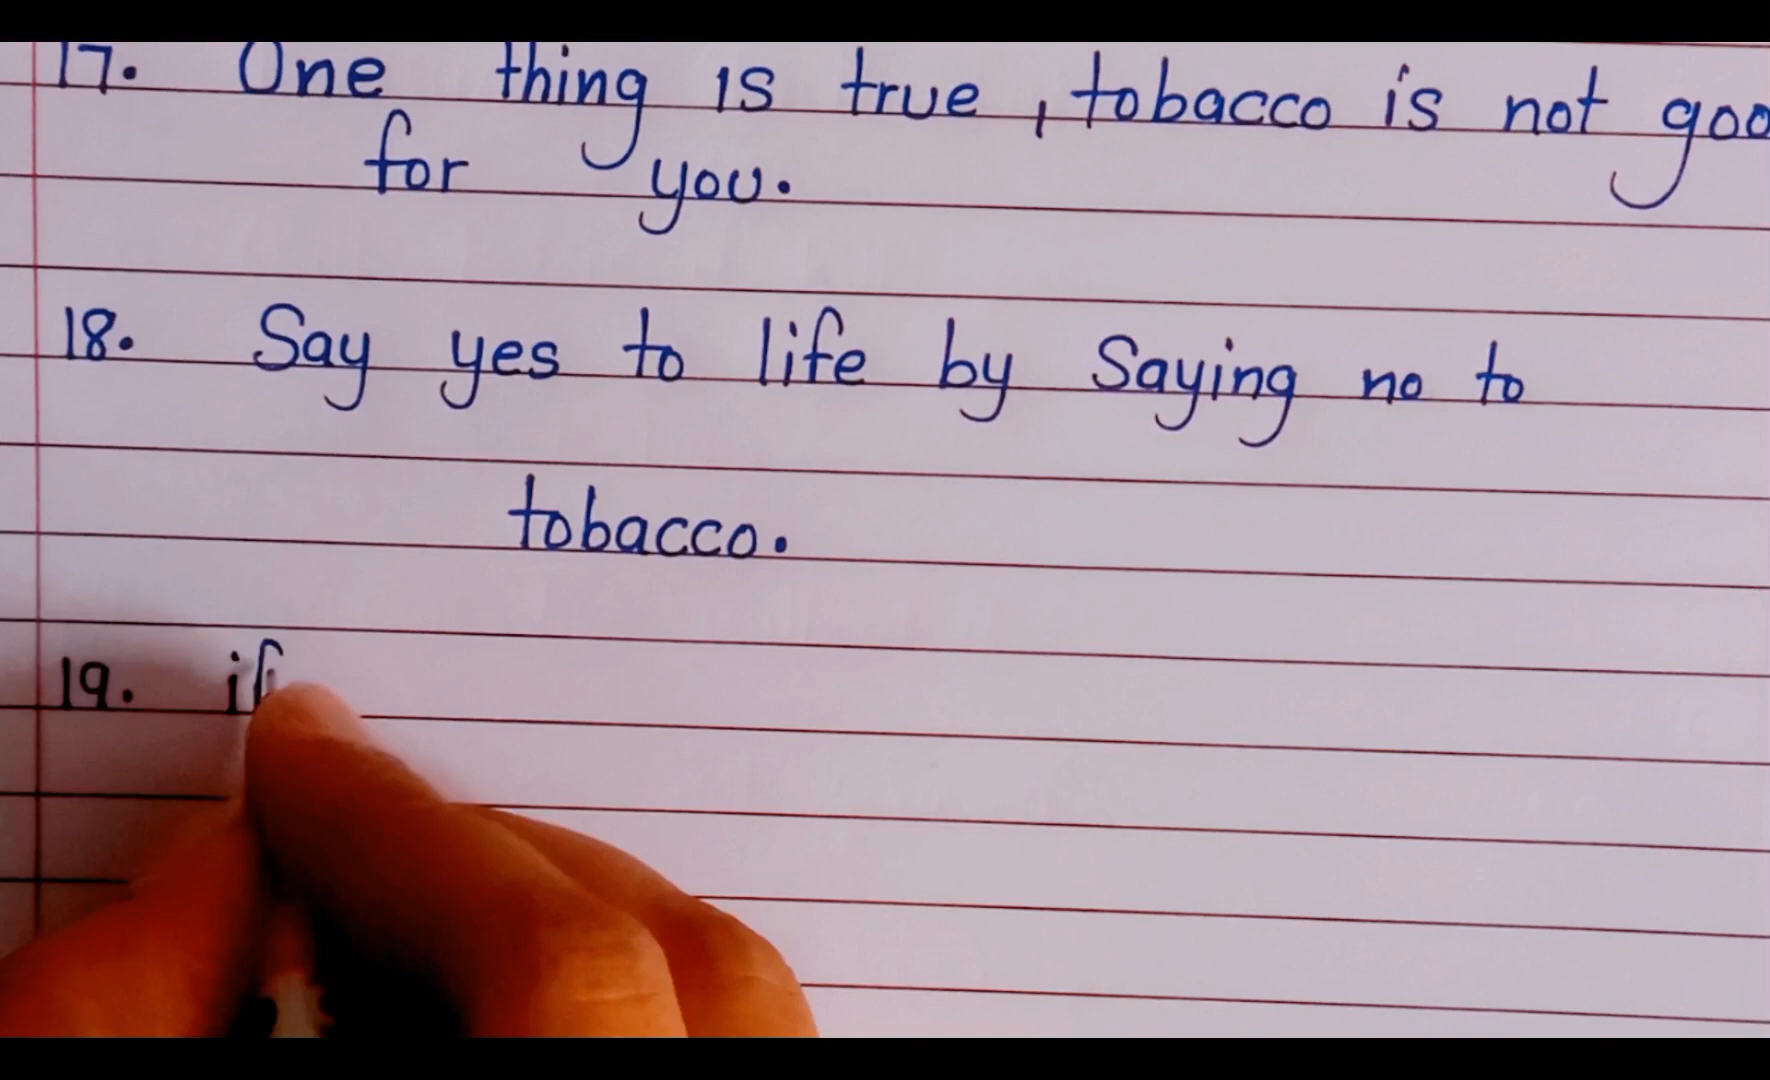 17. One thing is true, tobacco is not goo
for you.
18. Say yes to life by Saying no to
tobacco.
19. if